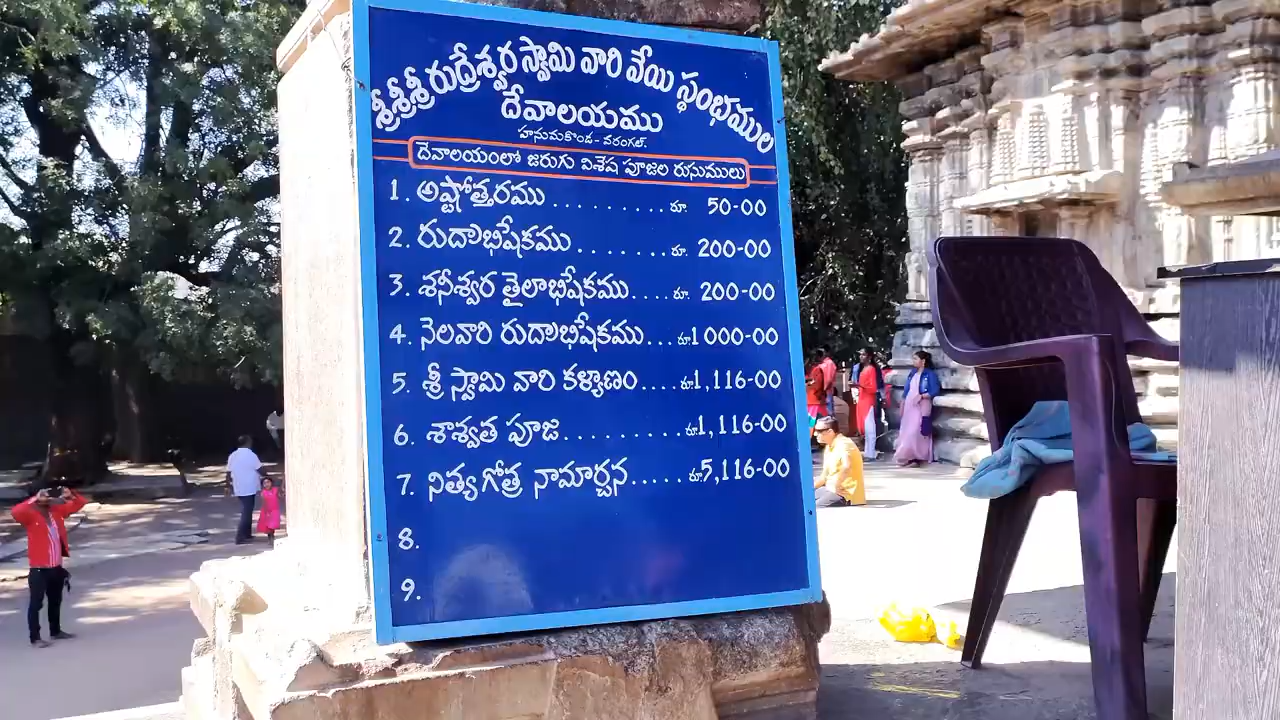 శ్రీశ్రీశ్రీ రుద్రేశ్వర స్వామి వారి వేయి స్థంభముల
దేవాలయము
హనుమకొండ - వరంగల్.
దేవాలయంలో జరుగు విశేష పూజల రుసుములు
1. అష్టోత్తరము ......... రూ. 50-00
2. రుద్రాభిషేకము ....... రూ. 200-00
3. శనీశ్వర తైలాభిషేకము.... రూ. 200-00
4. నెలవారి రుద్రాభిషేకము... రూ.1000-00
5. శ్రీ స్వామి వారి కళ్యాణం.... రూ.1,116-00
6. శాశ్వత పూజ.......... రూ.1,116-00
7. నిత్య గోత్ర నామార్చన..... రూ.5,116-00
8.
9.